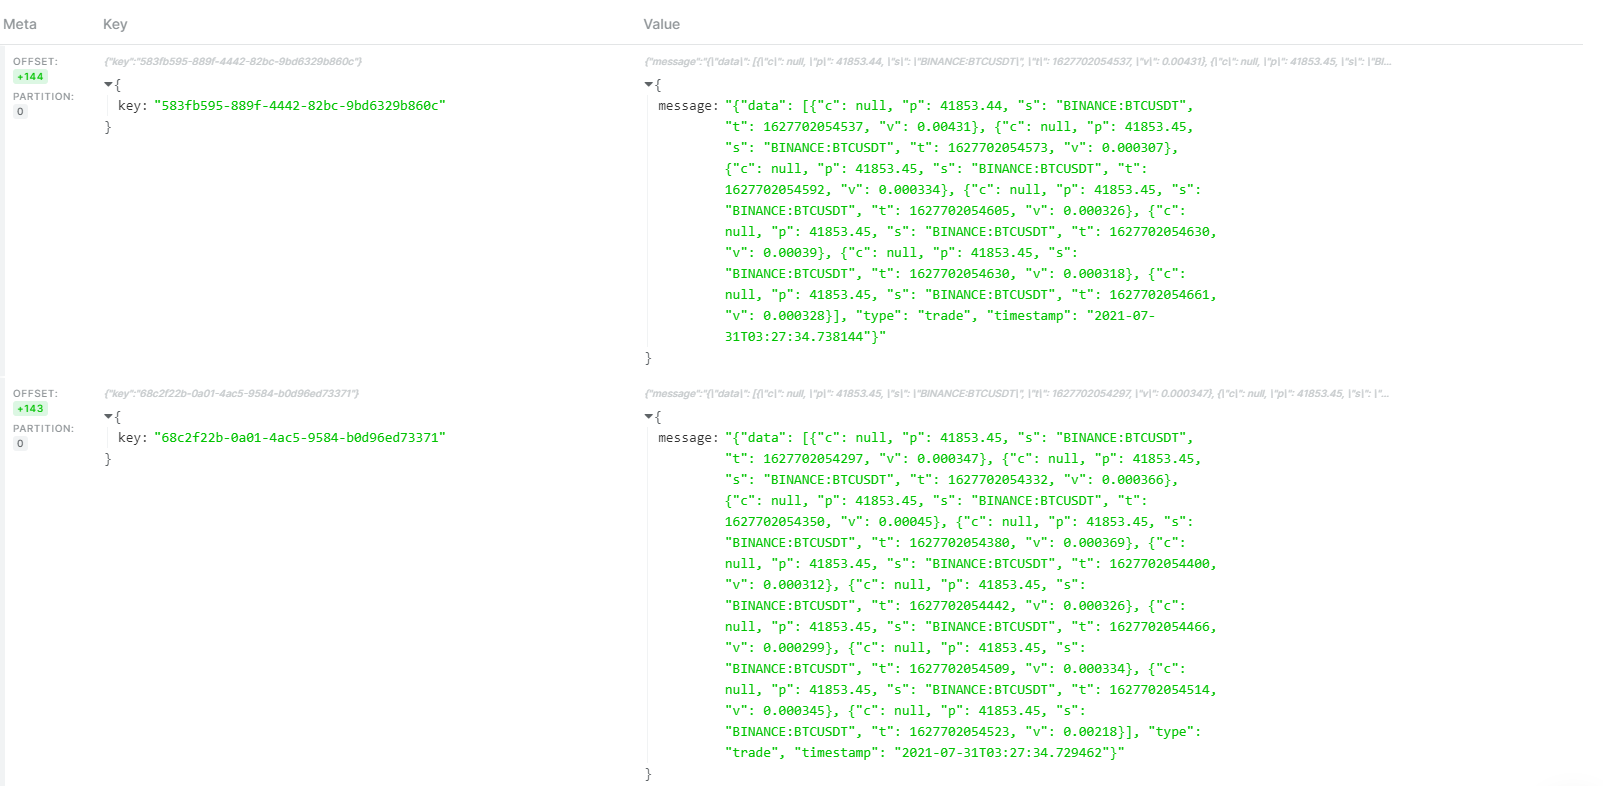 Meta Key Value
OFFSET: {"key":"583fb595-889f-4442-82bc-9bd6329b860c"} {"message":"{\"data\": [{\"c\": null, \"p\": 41853.44, \"s\": \"BINANCE:BTCUSDT\", \"t\": 1627702054537, \"v\": 0.00431}, {\"c\": null, \"p\": 41853.45, \"s\": \"BI...
+144 {
PARTITION:
0
key: "583fb595-889f-4442-82bc-9bd6329b860c"
}
{
message: "{"data": [{"c": null, "p": 41853.44, "s": "BINANCE:BTCUSDT",
"t": 1627702054537, "v": 0.00431}, {"c": null, "p": 41853.45,
"s": "BINANCE:BTCUSDT", "t": 1627702054573, "v": 0.000307},
{"c": null, "p": 41853.45, "s": "BINANCE:BTCUSDT", "t":
1627702054592, "v": 0.000334}, {"c": null, "p": 41853.45, "s":
"BINANCE:BTCUSDT", "t": 1627702054605, "v": 0.000326}, {"c":
null, "p": 41853.45, "s": "BINANCE:BTCUSDT", "t": 1627702054630,
"v": 0.00039}, {"c": null, "p": 41853.45, "s":
"BINANCE:BTCUSDT", "t": 1627702054630, "v": 0.000318}, {"c":
null, "p": 41853.45, "s": "BINANCE:BTCUSDT", "t": 1627702054661,
"v": 0.000328}], "type": "trade", "timestamp": "2021-07-
31T03:27:34.738144"}"
}
OFFSET: {"key":"68c2f22b-0a01-4ac5-9584-b0d96ed73371"} {"message":"{\"data\": [{\"c\": null, \"p\": 41853.45, \"s\": \"BINANCE:BTCUSDT\", \"t\": 1627702054297, \"v\": 0.000347}, {\"c\": null, \"p\": 41853.45, \"s\": \"...
+143 {
PARTITION:
0
key: "68c2f22b-0a01-4ac5-9584-b0d96ed73371"
}
{
message: "{"data": [{"c": null, "p": 41853.45, "s": "BINANCE:BTCUSDT",
"t": 1627702054297, "v": 0.000347}, {"c": null, "p": 41853.45,
"s": "BINANCE:BTCUSDT", "t": 1627702054332, "v": 0.000366},
{"c": null, "p": 41853.45, "s": "BINANCE:BTCUSDT", "t":
1627702054350, "v": 0.00045}, {"c": null, "p": 41853.45, "s":
"BINANCE:BTCUSDT", "t": 1627702054380, "v": 0.000369}, {"c":
null, "p": 41853.45, "s": "BINANCE:BTCUSDT", "t": 1627702054400,
"v": 0.000312}, {"c": null, "p": 41853.45, "s":
"BINANCE:BTCUSDT", "t": 1627702054442, "v": 0.000326}, {"c":
null, "p": 41853.45, "s": "BINANCE:BTCUSDT", "t": 1627702054466,
"v": 0.000299}, {"c": null, "p": 41853.45, "s":
"BINANCE:BTCUSDT", "t": 1627702054509, "v": 0.000334}, {"c":
null, "p": 41853.45, "s": "BINANCE:BTCUSDT", "t": 1627702054514,
"v": 0.000345}, {"c": null, "p": 41853.45, "s":
"BINANCE:BTCUSDT", "t": 1627702054523, "v": 0.00218}], "type":
"trade", "timestamp": "2021-07-31T03:27:34.729462"}"
}